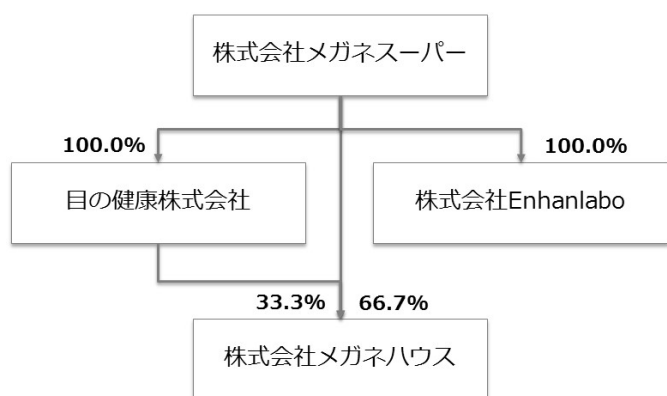 株式会社メガネスーパー
100.0%
100.0%
目の健康株式会社
株式会社Enhanlabo
33.3%
66.7%
株式会社メガネハウス